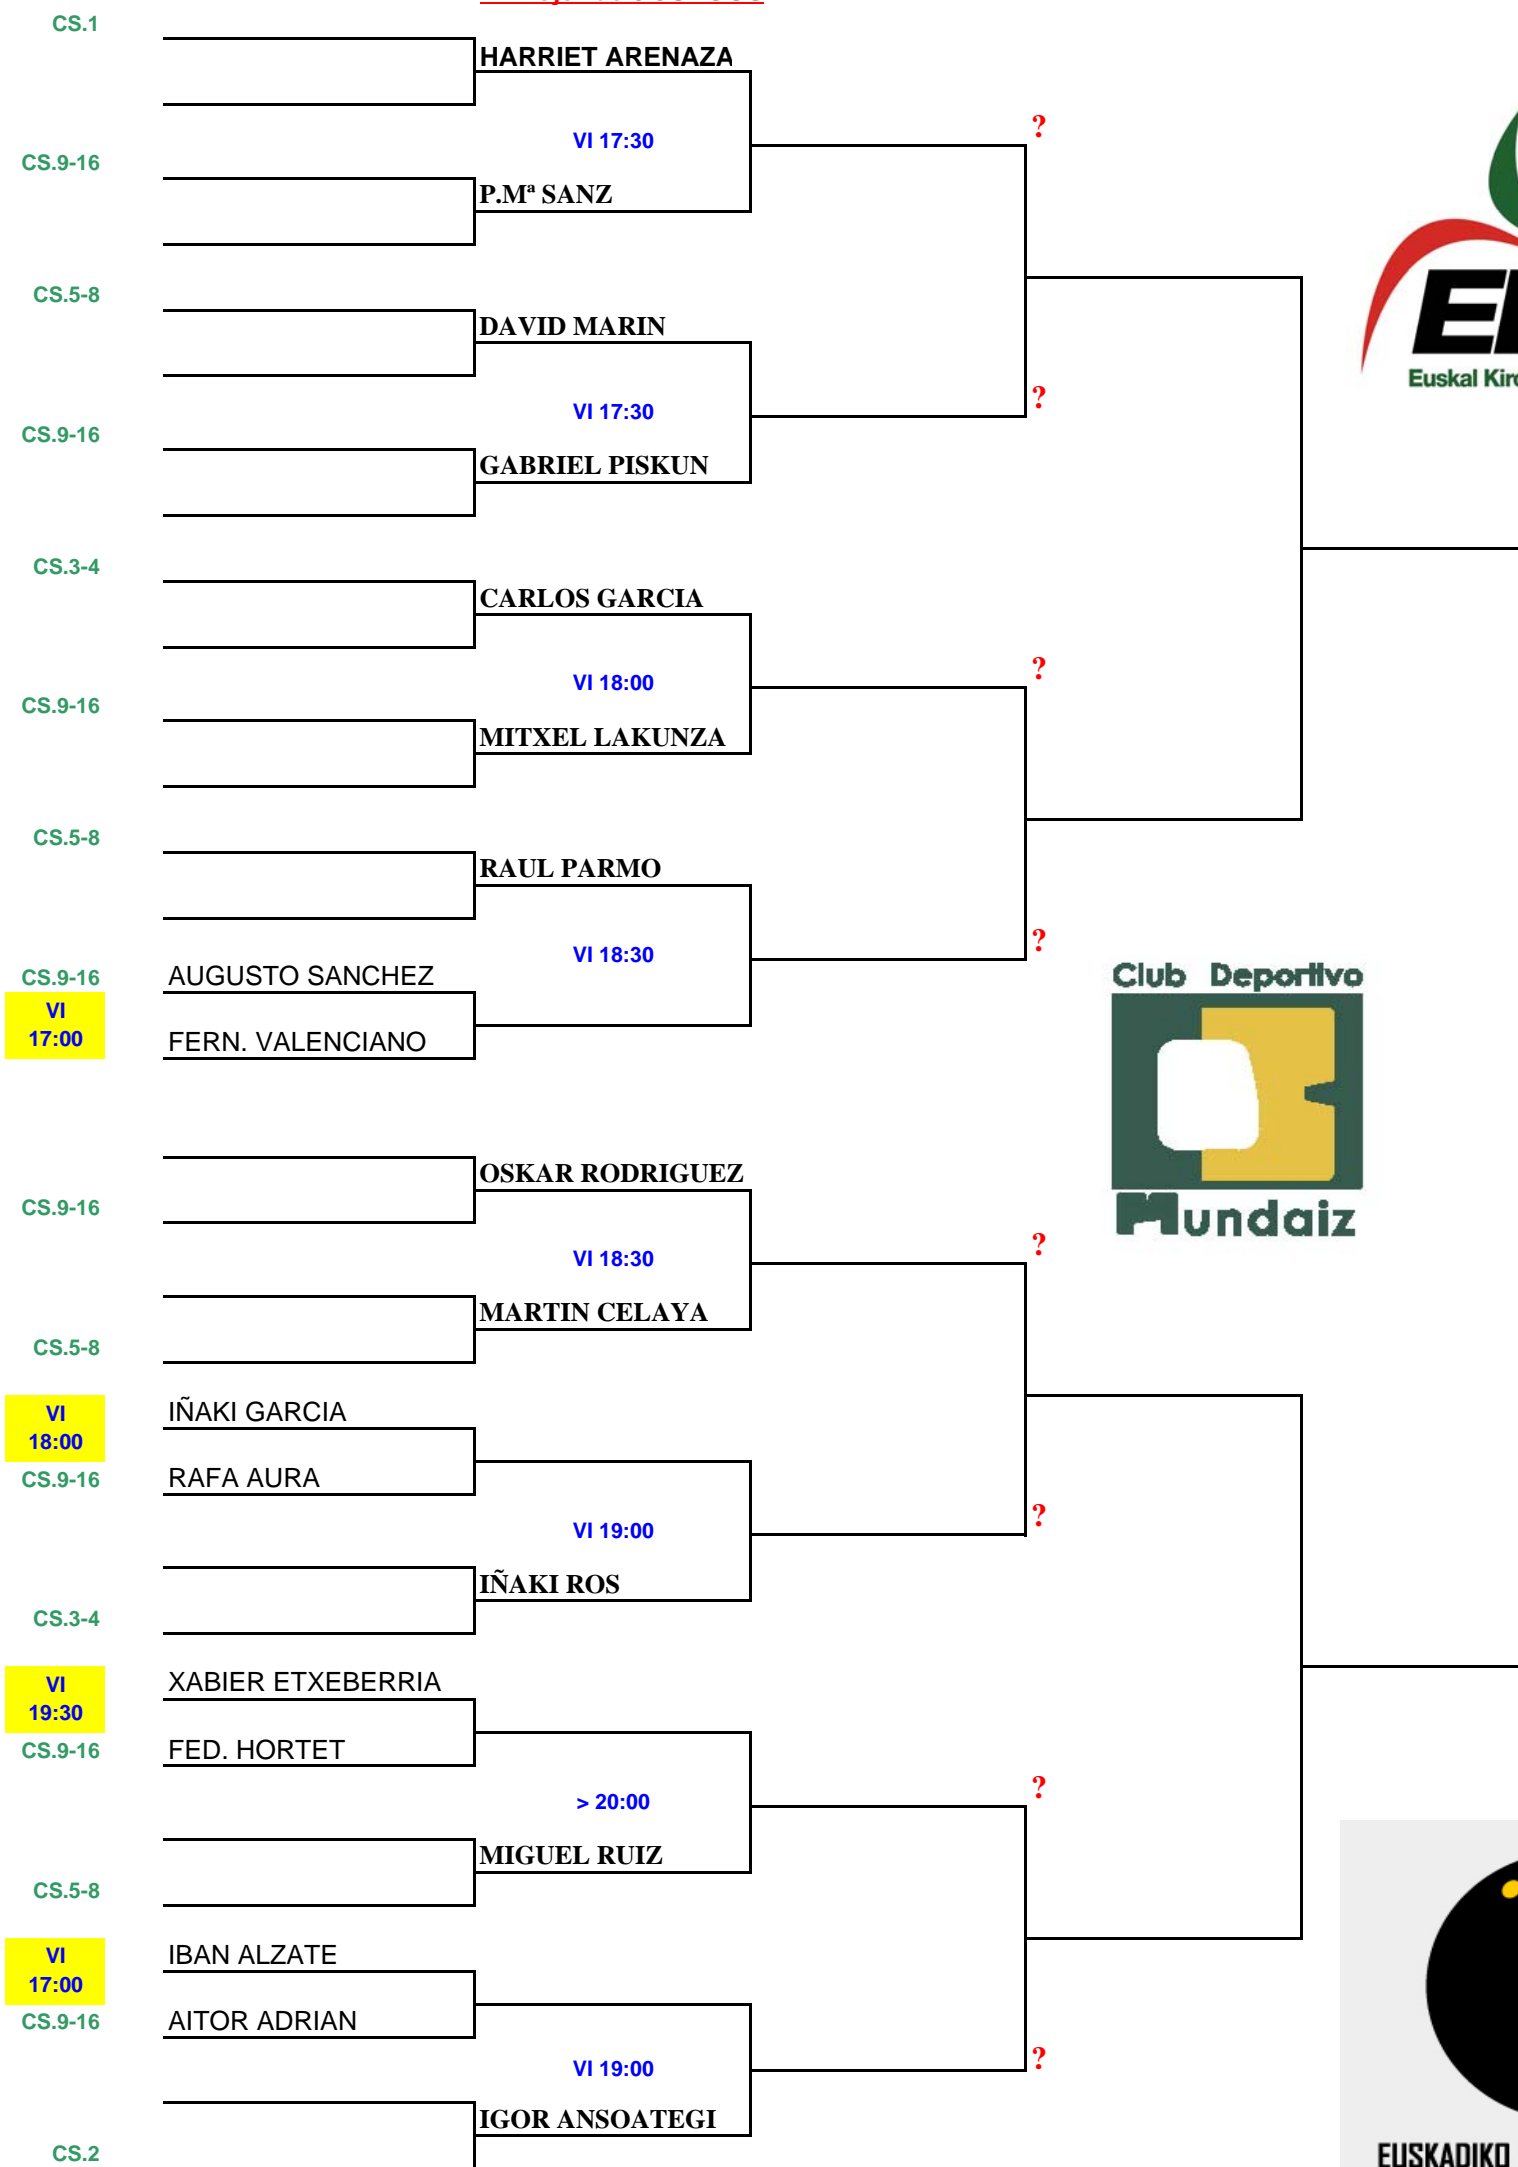 CS.1
HARRIET ARENAZA
VI 17:30
?
CS.9-16
P.Mª SANZ
CS.5-8
DAVID MARIN
Euskal
VI 17:30
?
CS.9-16
GABRIEL PISKUN
CS.3-4
CARLOS GARCIA
VI 18:00
?
CS.9-16
MITXEL LAKUNZA
CS.5-8
RAUL PARMO
VI 18:30
?
CS.9-16
AUGUSTO SANCHEZ
VI
17:00
FERN. VALENCIANO
Club Deportivo
Mundaiz
OSKAR RODRIGUEZ
CS.9-16
VI 18:30
?
MARTIN CELAYA
CS.5-8
VI
18:00
IÑAKI GARCIA
CS.9-16
RAFA AURA
VI 19:00
?
IÑAKI ROS
CS.3-4
VI
19:30
XABIER ETXEBERRIA
CS.9-16
FED. HORTET
> 20:00
?
MIGUEL RUIZ
CS.5-8
VI
17:00
IBAN ALZATE
CS.9-16
AITOR ADRIAN
VI 19:00
?
IGOR ANSOATEGI
CS.2
EUSKADIKO